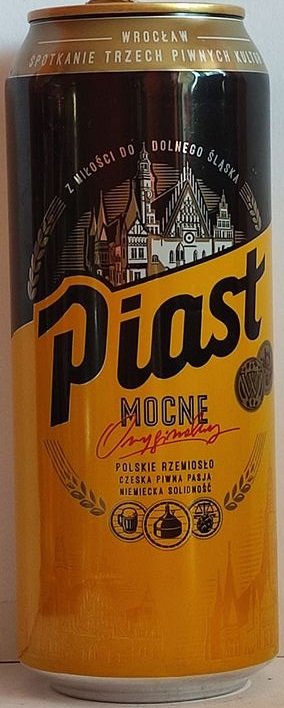 WROCŁAW
SPOTKANIE TRZECH PIWNYCH KULTUR
Z MIŁOŚCI DO DOLNEGO ŚLĄSKA
Piast
MOCNE
Oryginalny
POLSKIE RZEMIOSŁO
CZESKA PIWNA PASJA
NIEMIECKA SOLIDNOŚĆ